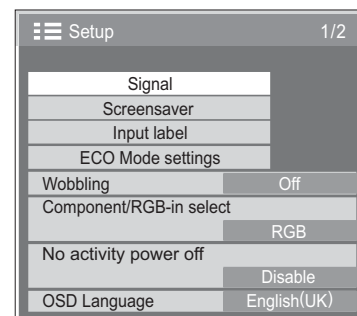 Setup 1/2
Signal
Screensaver
Input label
ECO Mode settings
Wobbling Off
Component/RGB-in select
RGB
No activity power off
Disable
OSD Language English(UK)